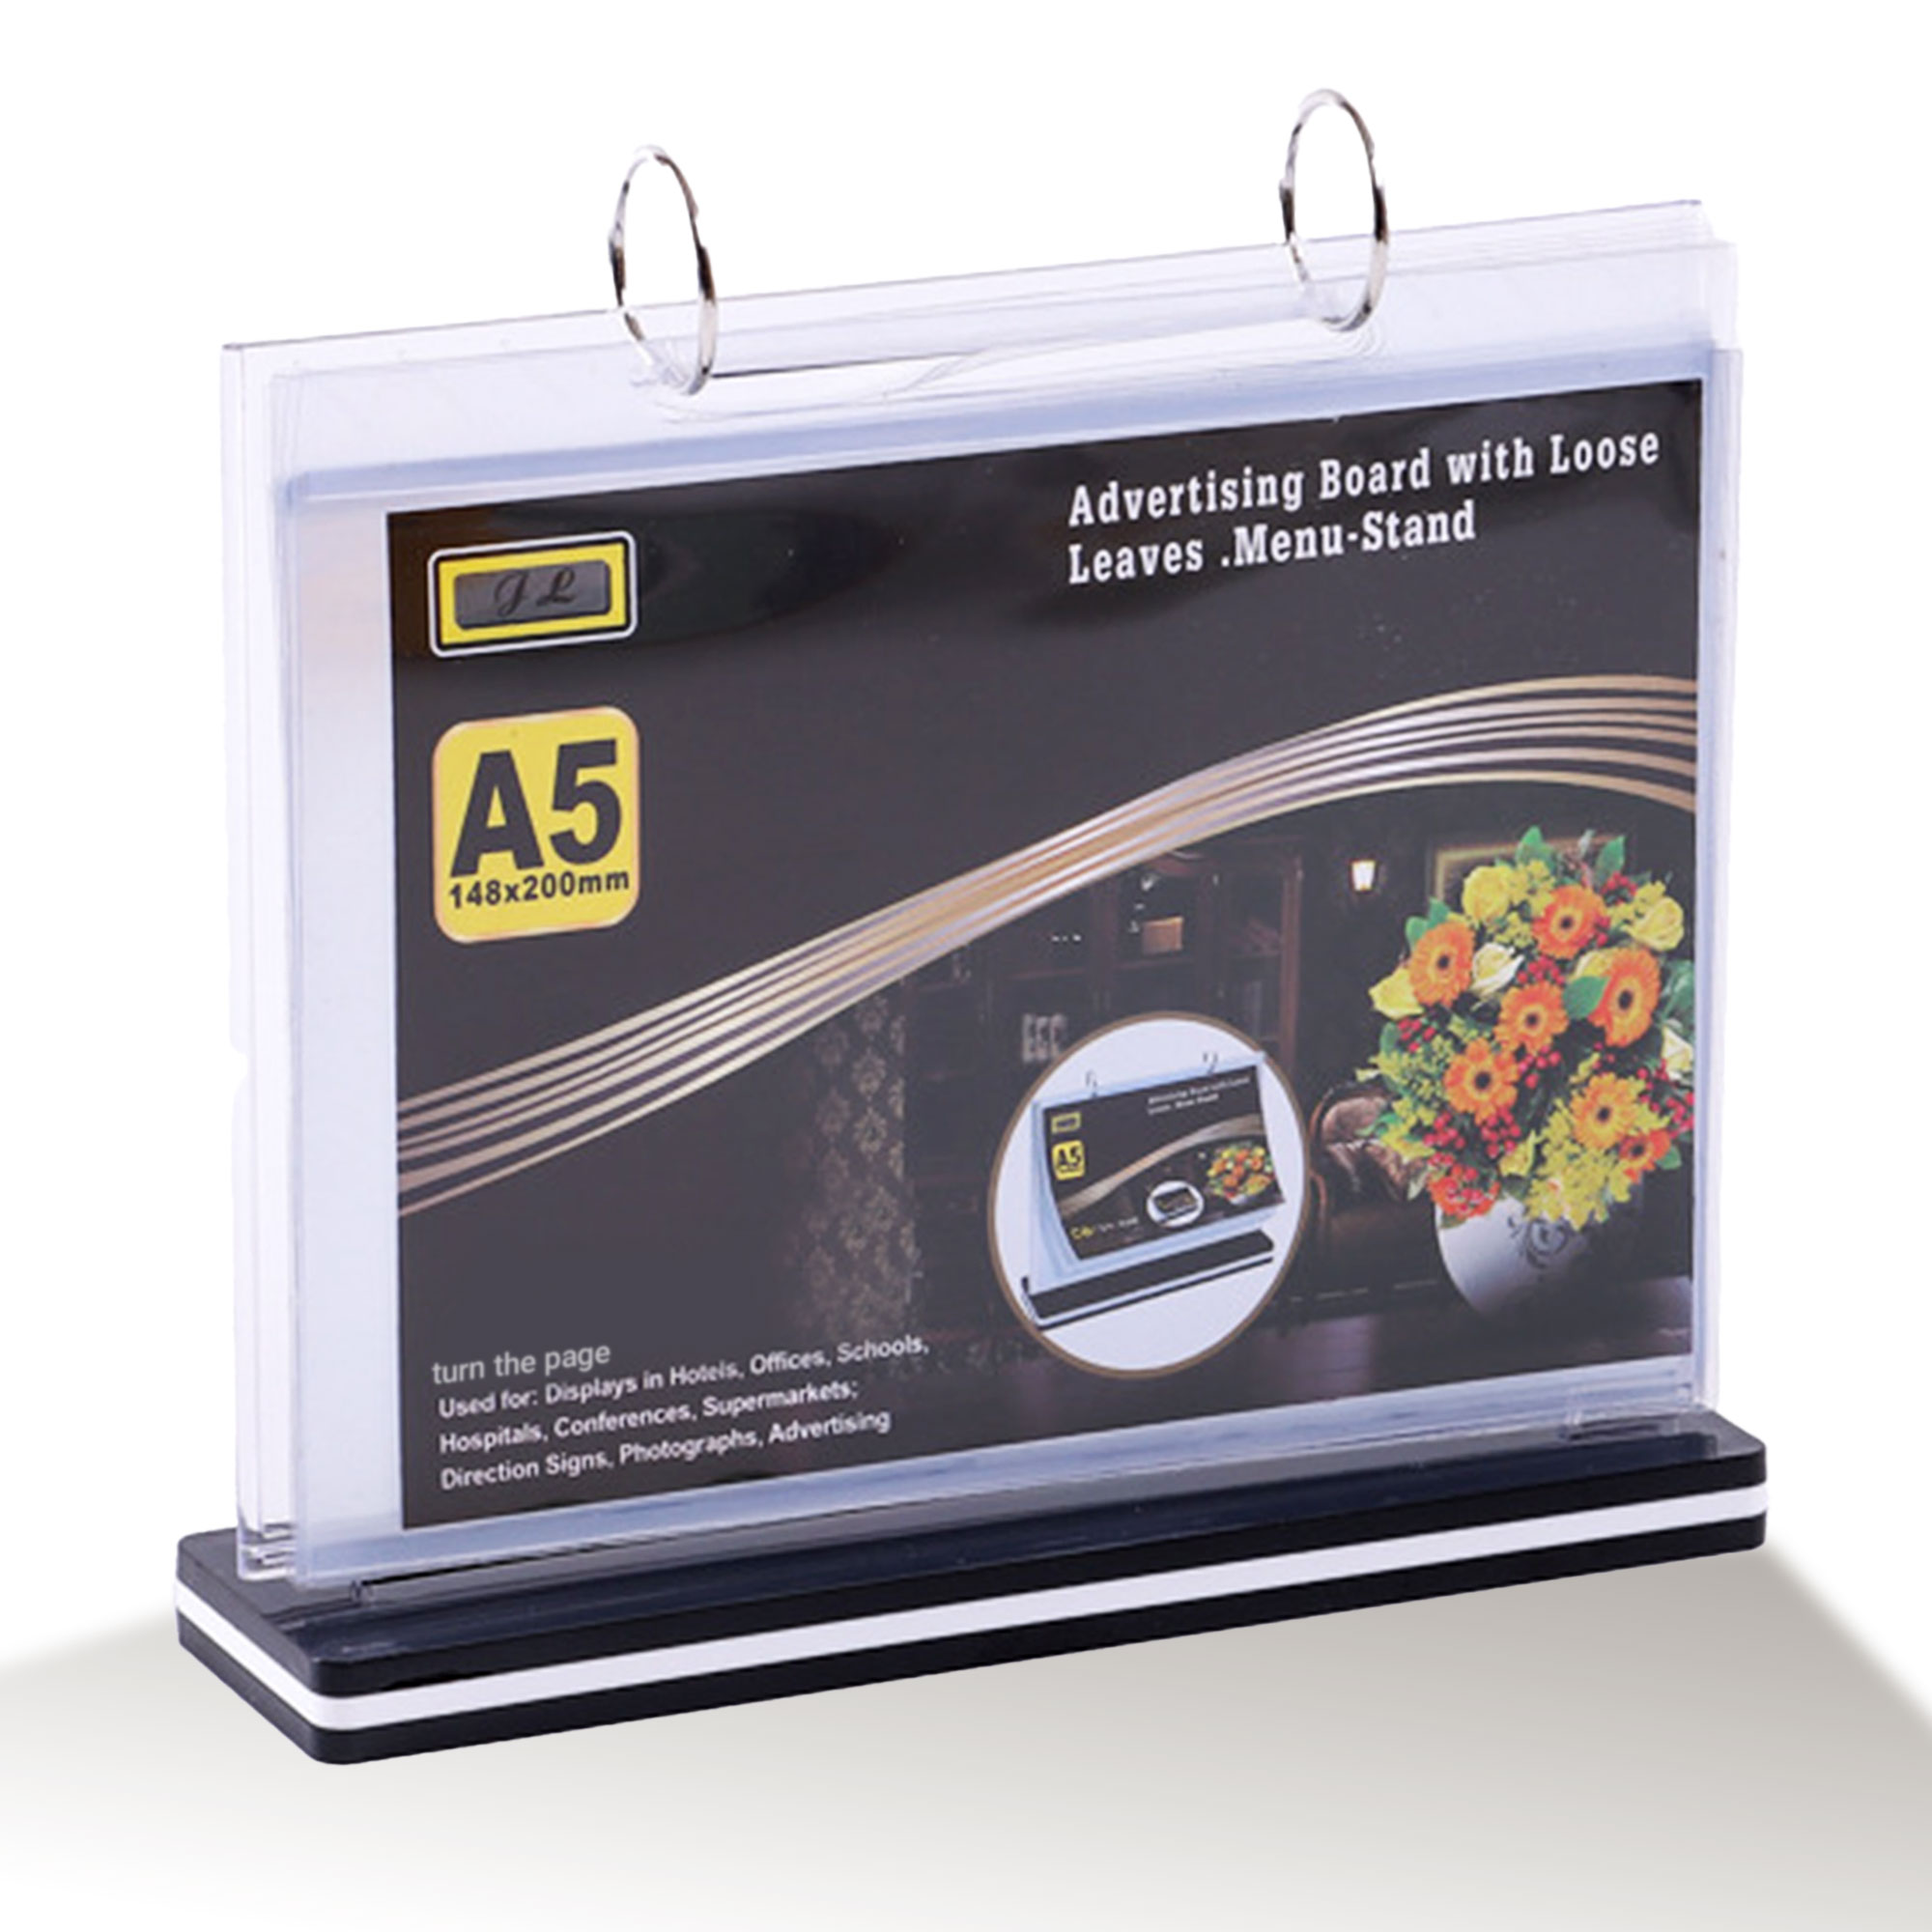 Advertising Board with Loose
Leaves .Menu-Stand
JL
A5
148x200mm
turn the page
Used for: Displays in Hotels, Offices, Schools,
Hospitals, Conferences, Supermarkets;
Direction Signs, Photographs, Advertising
A5